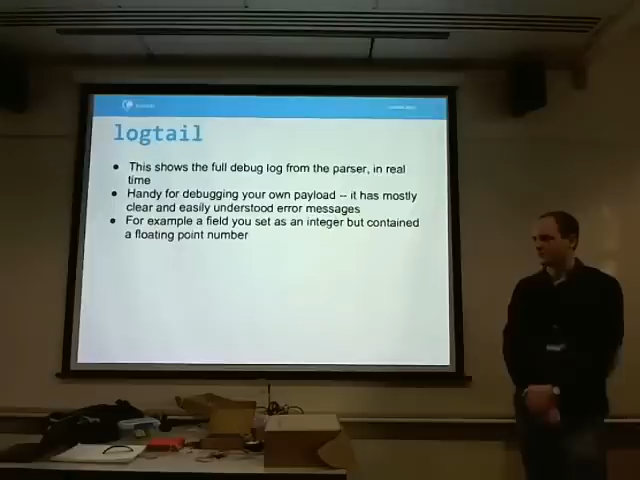 logtail
• This shows the full debug log from the parser, in real
time
• Handy for debugging your own payload -- it has mostly
clear and easily understood error messages
• For example a field you set as an integer but contained
a floating point number